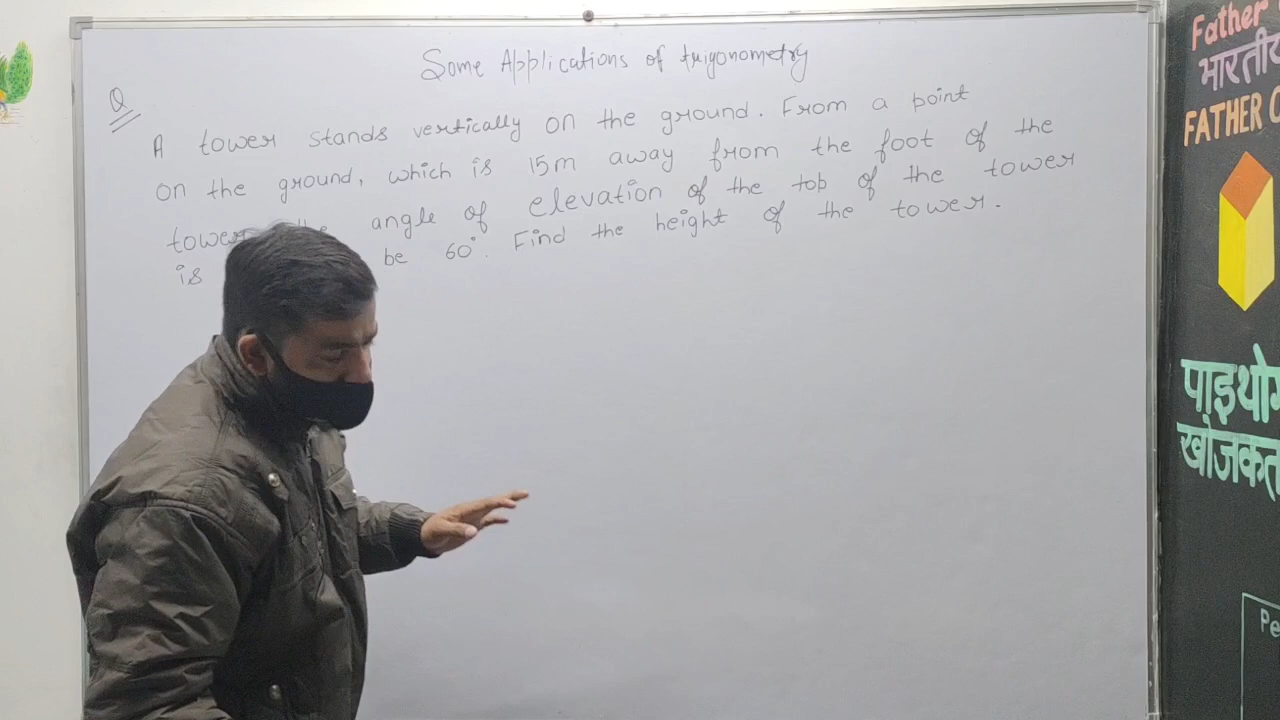 Some Applications of trigonometry
Q
A tower stands vertically on the ground. From a point
on the ground, which is 15m away from the foot of the
tower angle of elevation of the top of the tower
is be 60°. Find the height of the tower.
Father
भारतीय
FATHER O
पाइथो
खोजकर्त
Pe